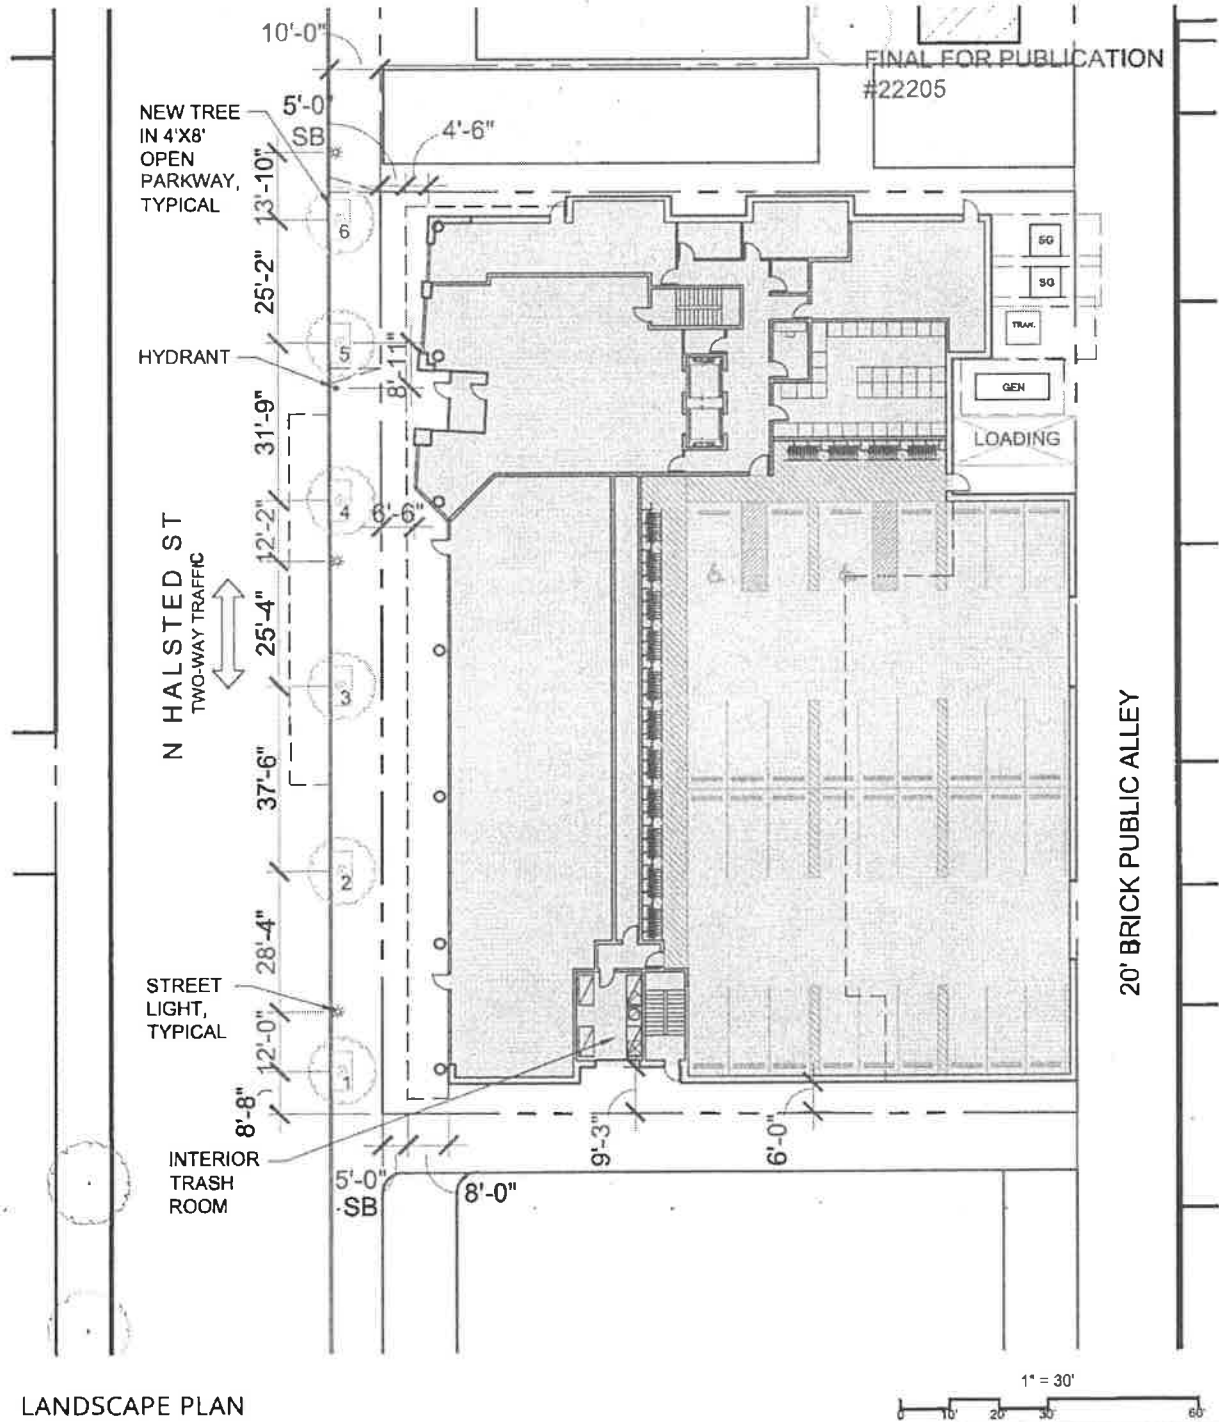 10'-0"
FINAL FOR PUBLICATION
#22205
NEW TREE
IN 4'X8'
OPEN
PARKWAY,
TYPICAL
5'-0"
SB
4'-6"
13'-10"
6
SG
SG
25'-2"
TRAN.
5
HYDRANT
8'-11"
GEN
LOADING
31'-9"
4
6'-6"
12'-2"
N HALSTED ST
TWO-WAY TRAFFIC
25'-4"
3
37'-6"
20' BRICK PUBLIC ALLEY
2
28'-4"
STREET
LIGHT,
TYPICAL
12'-0"
1
8'-8"
9'-3"
6'-0"
INTERIOR
TRASH
ROOM
5'-0"
SB
8'-0"
LANDSCAPE PLAN
1" = 30'
0 10' 20' 30' 60'